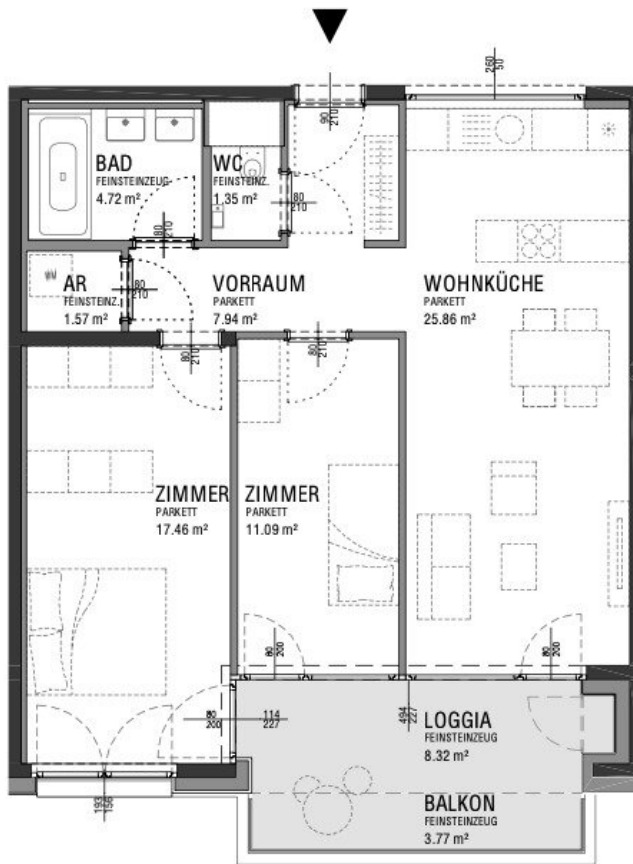 260
50
90
210
BAD
FEINSTEINZEUG
4.72 m²
WC
FEINSTEINZ.
1.35 m²
80
210
80
210
AR
FEINSTEINZ.
1.57 m²
80
210
VORRAUM
PARKETT
7.94 m²
WOHNKÜCHE
PARKETT
25.86 m²
80
210
80
210
ZIMMER
PARKETT
17.46 m²
ZIMMER
PARKETT
11.09 m²
80
200
80
200
80
200
114
227
494
227
LOGGIA
FEINSTEINZEUG
8.32 m²
193
156
BALKON
FEINSTEINZEUG
3.77 m²